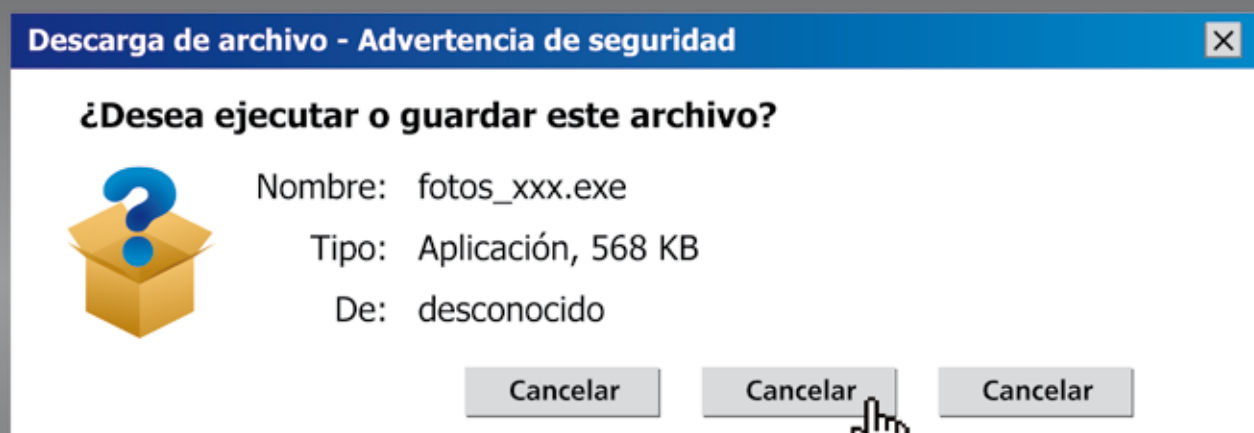 Descarga de archivo - Advertencia de seguridad
¿Desea ejecutar o guardar este archivo?
Nombre: fotos_xxx.exe
Tipo: Aplicación, 568 KB
De: desconocido
Cancelar Cancelar Cancelar